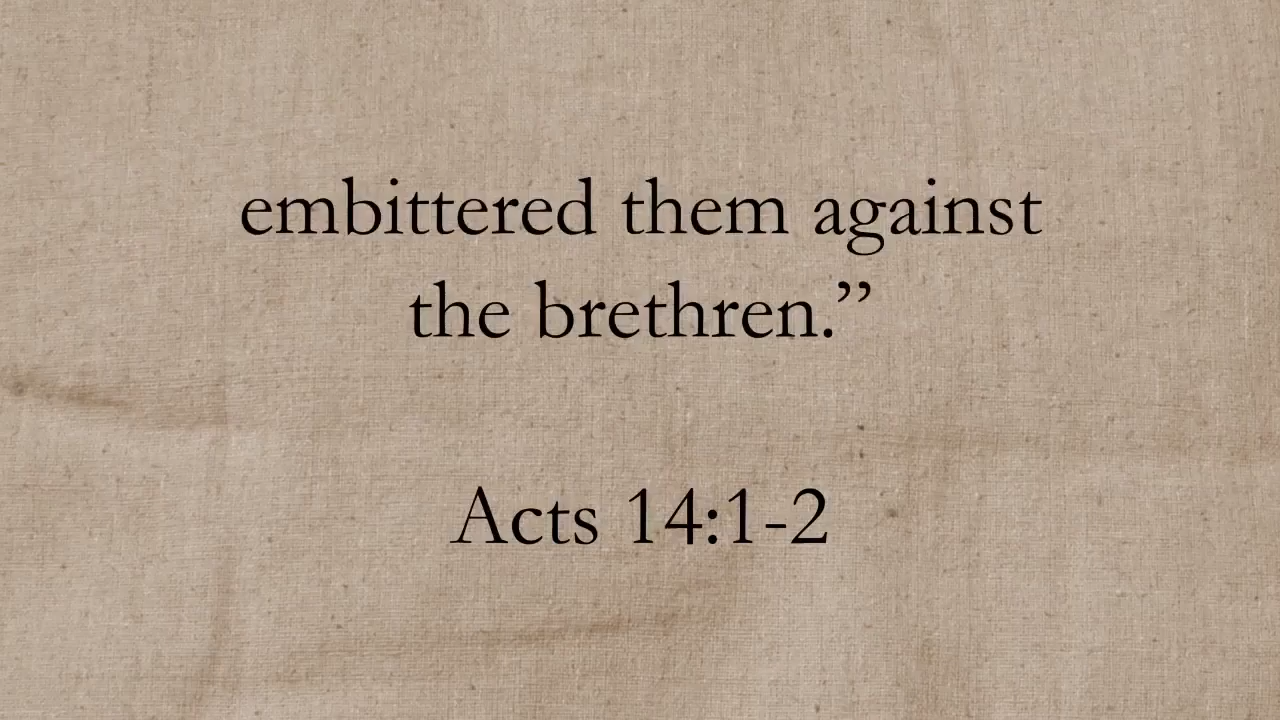 embittered them against
the brethren.”
Acts 14:1-2